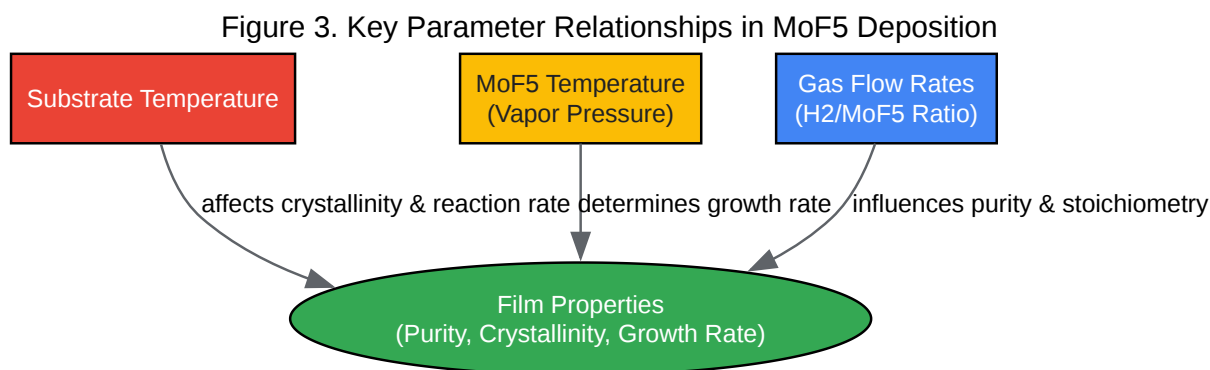 Figure 3. Key Parameter Relationships in MoF5 Deposition
Substrate Temperature
MoF5 Temperature
(Vapor Pressure)
Gas Flow Rates
(H2/MoF5 Ratio)
affects crystallinity & reaction rate
determines growth rate
influences purity & stoichiometry
Film Properties
(Purity, Crystallinity, Growth Rate)